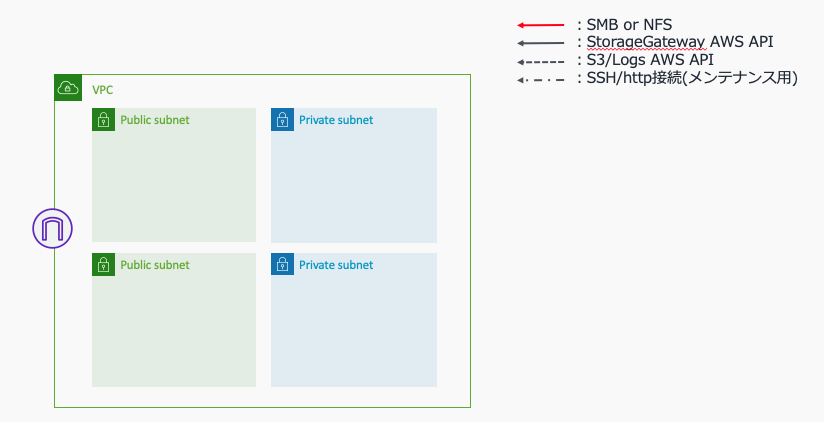 : SMB or NFS
: StorageGateway AWS API
: S3/Logs AWS API
: SSH/http接続(メンテナンス用)
VPC
Public subnet
Private subnet
Public subnet
Private subnet